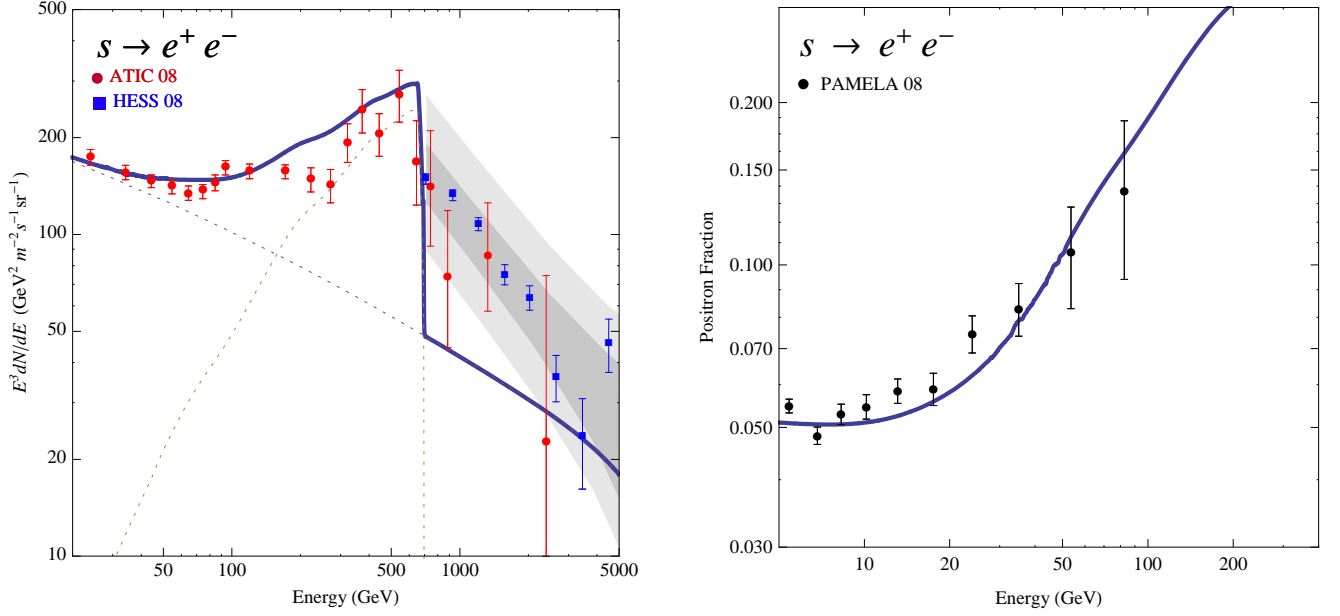 s → e⁺ e⁻
ATIC 08
HESS 08
500
200
100
50
20
10
50
100
500
1000
5000
Energy (GeV)
E³ dN/dE (GeV² m⁻² s⁻¹ sr⁻¹)
s → e⁺ e⁻
PAMELA 08
0.200
0.150
0.100
0.070
0.050
0.030
10
20
50
100
200
Energy (GeV)
Positron Fraction